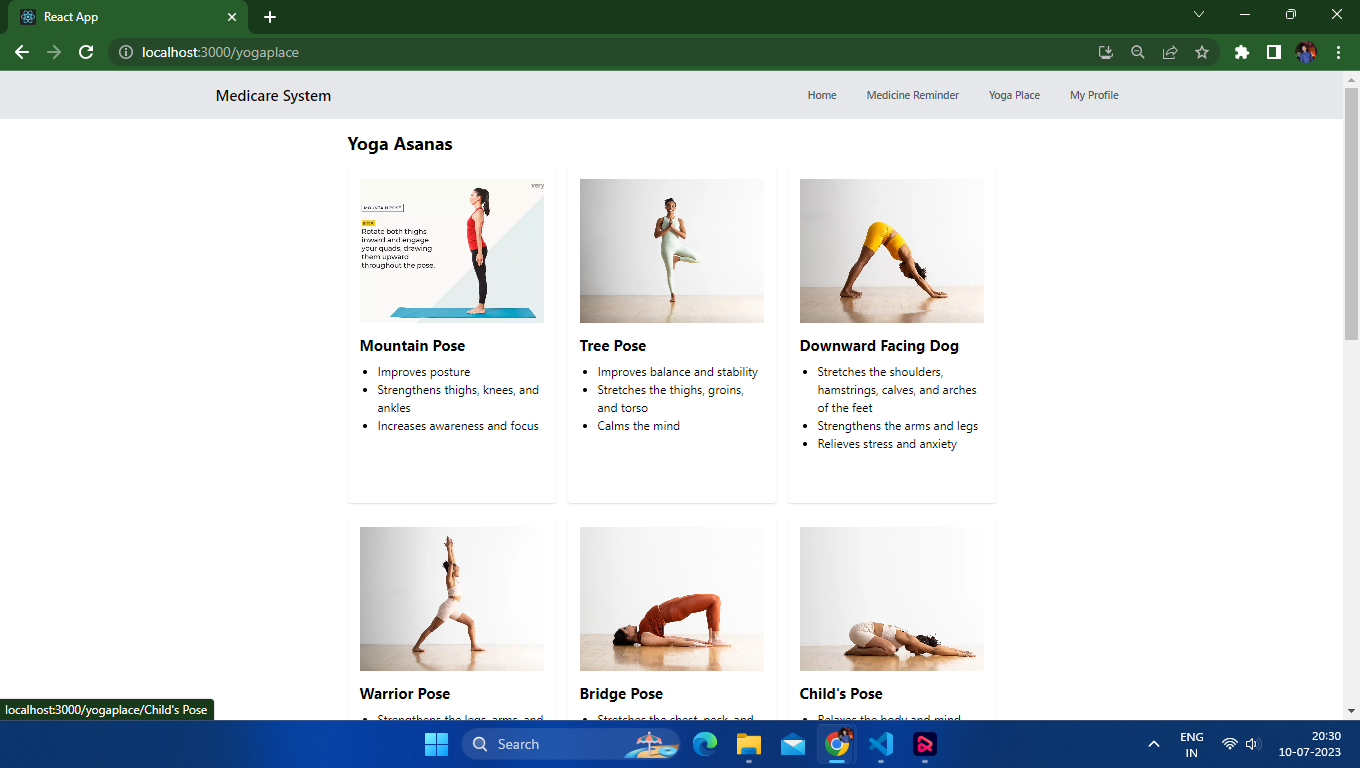 React App
localhost:3000/yogaplace
Medicare System
Home
Medicine Reminder
Yoga Place
My Profile
Yoga Asanas
very
MOUNTAIN POSE
Rotate both thighs
inward and engage
your quads, drawing
them upward
throughout the pose.
Mountain Pose
• Improves posture
• Strengthens thighs, knees, and
ankles
• Increases awareness and focus
Tree Pose
• Improves balance and stability
• Stretches the thighs, groins,
and torso
• Calms the mind
Downward Facing Dog
• Stretches the shoulders,
hamstrings, calves, and arches
of the feet
• Strengthens the arms and legs
• Relieves stress and anxiety
Warrior Pose
• Strengthens the legs, arms, and
Bridge Pose
• Stretches the chest, neck, and
Child's Pose
• Relaxes the body and mind
localhost:3000/yogaplace/Child's Pose
Search
ENG
IN
20:30
10-07-2023